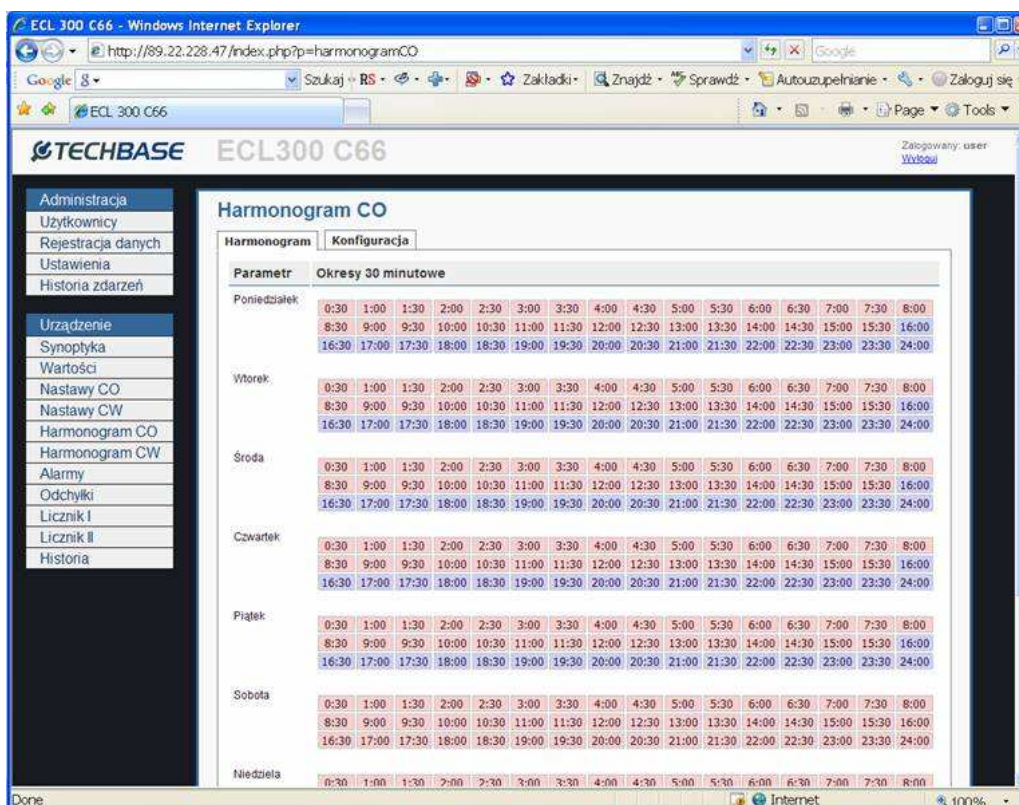 ECL 300 C66 - Windows Internet Explorer
http://89.22.228.47/index.php?p=harmonogramCO
Google
Google Szukaj RS Zakładki Znajdź Sprawdź Autouzupełnianie Zaloguj się
ECL 300 C66 Page Tools
TECHBASE ECL300 C66 Zalogowany: user
Wyloguj
Administracja
Użytkownicy
Rejestracja danych
Ustawienia
Historia zdarzeń
Urządzenie
Synoptyka
Wartości
Nastawy CO
Nastawy CW
Harmonogram CO
Harmonogram CW
Alarmy
Odchyłki
Licznik I
Licznik II
Historia
Harmonogram CO
Harmonogram Konfiguracja
Parametr Okresy 30 minutowe
Poniedziałek
0:30 1:00 1:30 2:00 2:30 3:00 3:30 4:00 4:30 5:00 5:30 6:00 6:30 7:00 7:30 8:00
8:30 9:00 9:30 10:00 10:30 11:00 11:30 12:00 12:30 13:00 13:30 14:00 14:30 15:00 15:30 16:00
16:30 17:00 17:30 18:00 18:30 19:00 19:30 20:00 20:30 21:00 21:30 22:00 22:30 23:00 23:30 24:00
Wtorek
0:30 1:00 1:30 2:00 2:30 3:00 3:30 4:00 4:30 5:00 5:30 6:00 6:30 7:00 7:30 8:00
8:30 9:00 9:30 10:00 10:30 11:00 11:30 12:00 12:30 13:00 13:30 14:00 14:30 15:00 15:30 16:00
16:30 17:00 17:30 18:00 18:30 19:00 19:30 20:00 20:30 21:00 21:30 22:00 22:30 23:00 23:30 24:00
Środa
0:30 1:00 1:30 2:00 2:30 3:00 3:30 4:00 4:30 5:00 5:30 6:00 6:30 7:00 7:30 8:00
8:30 9:00 9:30 10:00 10:30 11:00 11:30 12:00 12:30 13:00 13:30 14:00 14:30 15:00 15:30 16:00
16:30 17:00 17:30 18:00 18:30 19:00 19:30 20:00 20:30 21:00 21:30 22:00 22:30 23:00 23:30 24:00
Czwartek
0:30 1:00 1:30 2:00 2:30 3:00 3:30 4:00 4:30 5:00 5:30 6:00 6:30 7:00 7:30 8:00
8:30 9:00 9:30 10:00 10:30 11:00 11:30 12:00 12:30 13:00 13:30 14:00 14:30 15:00 15:30 16:00
16:30 17:00 17:30 18:00 18:30 19:00 19:30 20:00 20:30 21:00 21:30 22:00 22:30 23:00 23:30 24:00
Piątek
0:30 1:00 1:30 2:00 2:30 3:00 3:30 4:00 4:30 5:00 5:30 6:00 6:30 7:00 7:30 8:00
8:30 9:00 9:30 10:00 10:30 11:00 11:30 12:00 12:30 13:00 13:30 14:00 14:30 15:00 15:30 16:00
16:30 17:00 17:30 18:00 18:30 19:00 19:30 20:00 20:30 21:00 21:30 22:00 22:30 23:00 23:30 24:00
Sobota
0:30 1:00 1:30 2:00 2:30 3:00 3:30 4:00 4:30 5:00 5:30 6:00 6:30 7:00 7:30 8:00
8:30 9:00 9:30 10:00 10:30 11:00 11:30 12:00 12:30 13:00 13:30 14:00 14:30 15:00 15:30 16:00
16:30 17:00 17:30 18:00 18:30 19:00 19:30 20:00 20:30 21:00 21:30 22:00 22:30 23:00 23:30 24:00
Niedziela
0:30 1:00 1:30 2:00 2:30 3:00 3:30 4:00 4:30 5:00 5:30 6:00 6:30 7:00 7:30 8:00
Done Internet 100%